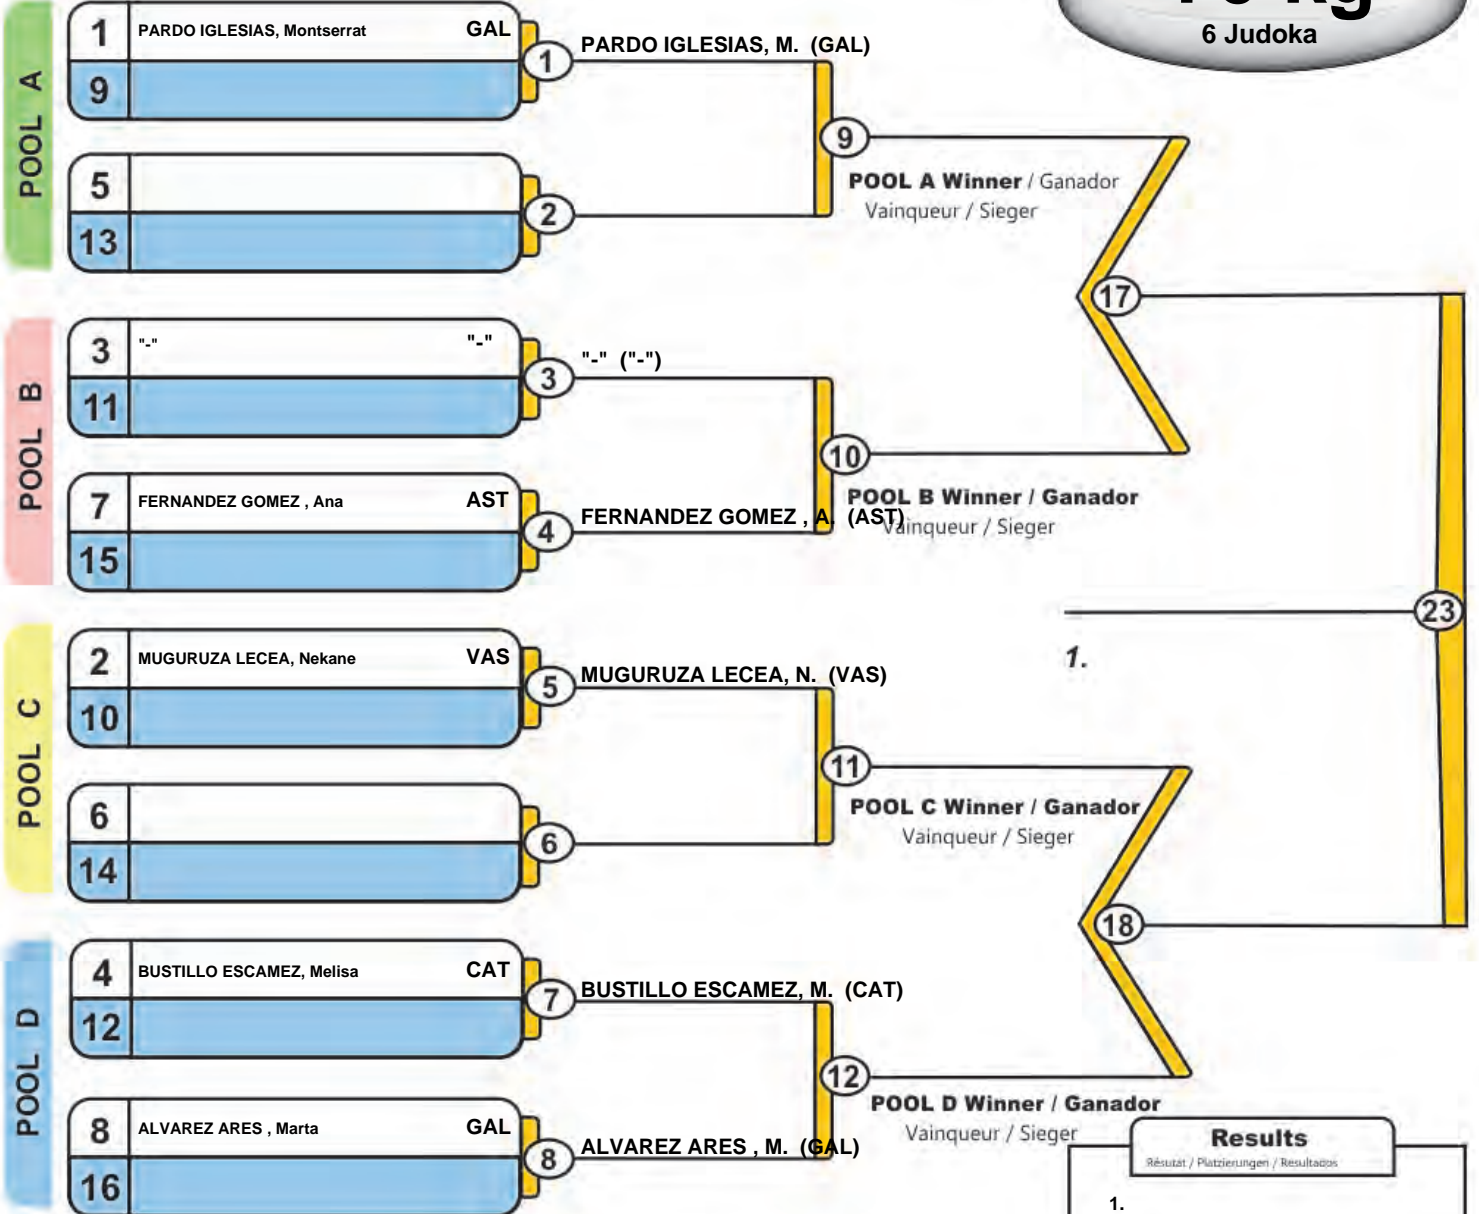 6 Judoka
POOL A
1 PARDO IGLESIAS, Montserrat GAL
9
1
PARDO IGLESIAS, M. (GAL)
5
13
2
9
POOL A Winner / Ganador
Vainqueur / Sieger
17
POOL B
3 "-" "-"
11
3
"-" ("-")
7 FERNANDEZ GOMEZ , Ana AST
15
4
FERNANDEZ GOMEZ , A. (AST)
10
POOL B Winner / Ganador
Vainqueur / Sieger
23
1.
POOL C
2 MUGURUZA LECEA, Nekane VAS
10
5
MUGURUZA LECEA, N. (VAS)
6
14
6
11
POOL C Winner / Ganador
Vainqueur / Sieger
18
POOL D
4 BUSTILLO ESCAMEZ, Melisa CAT
12
7
BUSTILLO ESCAMEZ, M. (CAT)
8 ALVAREZ ARES , Marta GAL
16
8
ALVAREZ ARES , M. (GAL)
12
POOL D Winner / Ganador
Vainqueur / Sieger
Results
Résutat / Platzierungen / Resultados
1.